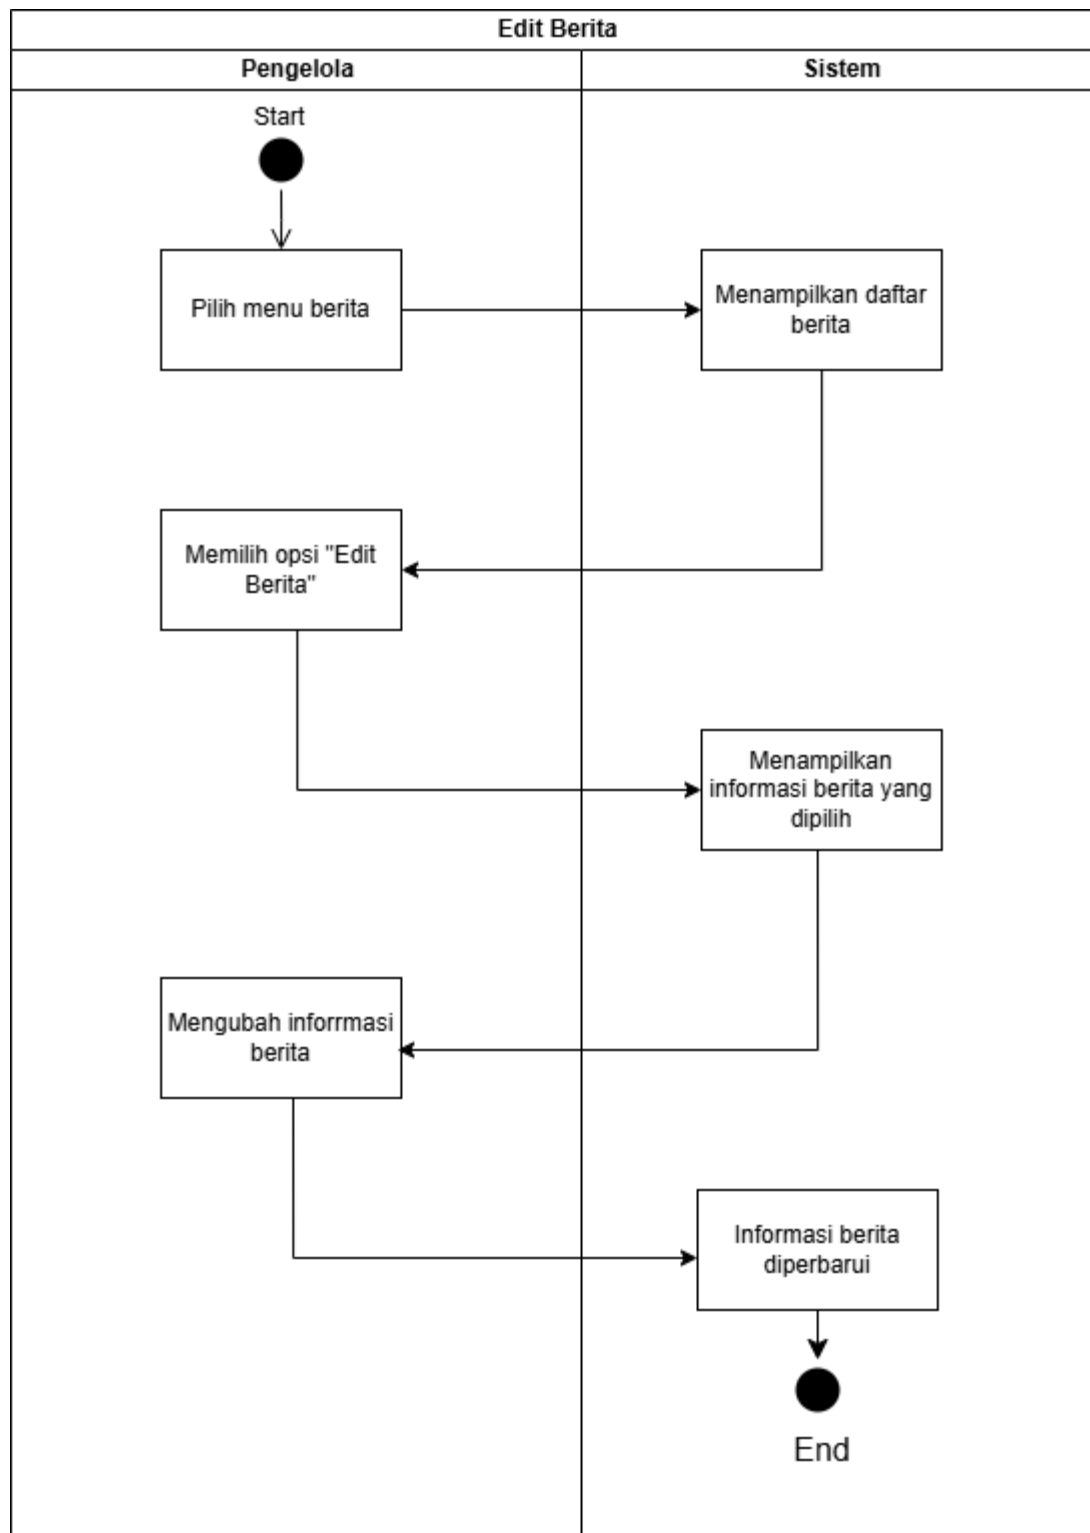 Edit Berita
Pengelola
Sistem
Start
Pilih menu berita
Menampilkan daftar
berita
Memilih opsi "Edit
Berita"
Menampilkan
informasi berita yang
dipilih
Mengubah inforrmasi
berita
Informasi berita
diperbarui
End